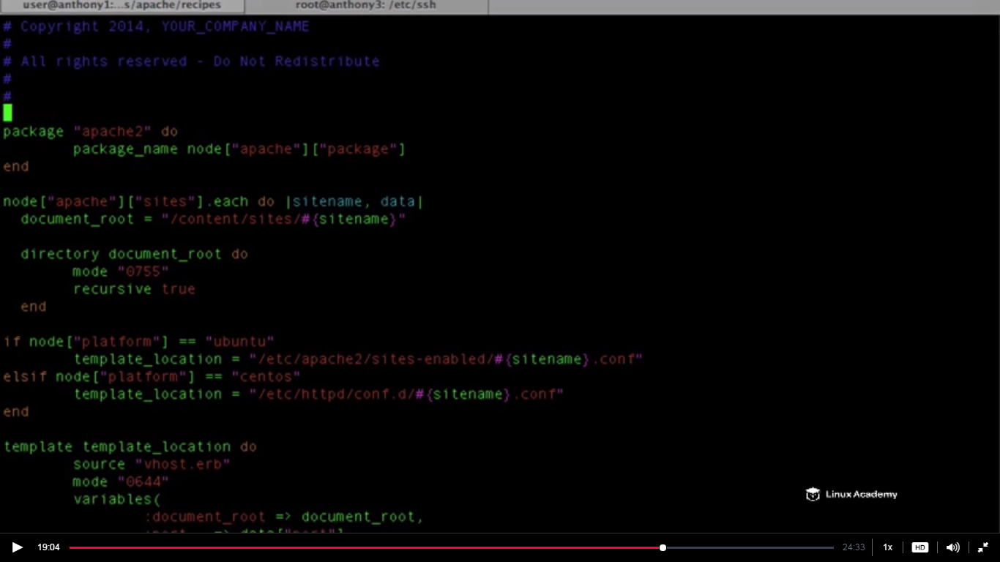 user@anthony1:...s/apache/recipes
root@anthony3: /etc/ssh
# Copyright 2014, YOUR_COMPANY_NAME
#
# All rights reserved - Do Not Redistribute
#
#
package "apache2" do
        package_name node["apache"]["package"]
end
node["apache"]["sites"].each do |sitename, data|
  document_root = "/content/sites/#{sitename}"
  directory document_root do
        mode "0755"
        recursive true
  end
if node["platform"] == "ubuntu"
        template_location = "/etc/apache2/sites-enabled/#{sitename}.conf"
elsif node["platform"] == "centos"
        template_location = "/etc/httpd/conf.d/#{sitename}.conf"
end
template template_location do
        source "vhost.erb"
        mode "0644"
        variables(
                :document_root => document_root,
                :port   => data["port"]
Linux Academy
19:04
24:33
1x
HD